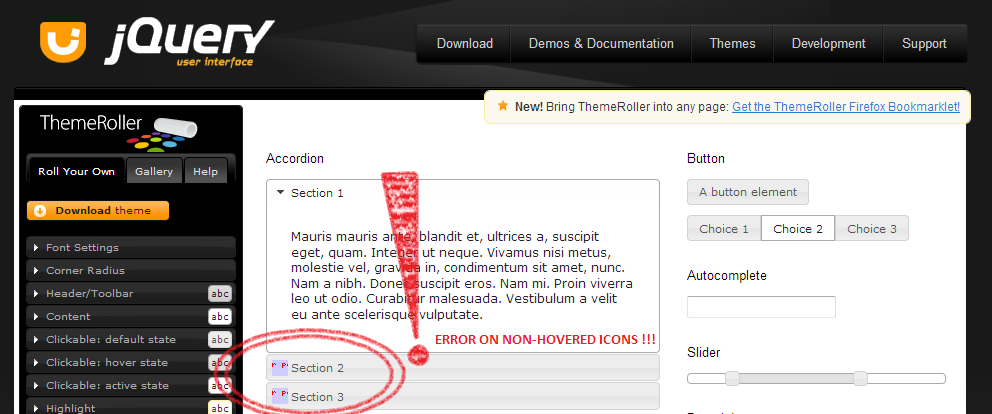 jQuery
user interface
Download
Demos & Documentation
Themes
Development
Support
New! Bring ThemeRoller into any page: Get the ThemeRoller Firefox Bookmarklet!
ThemeRoller
Roll Your Own
Gallery
Help
Download theme
Font Settings
Corner Radius
Header/Toolbar abc
Content abc
Clickable: default state abc
Clickable: hover state abc
Clickable: active state abc
Highlight abc
Accordion
Section 1
Mauris mauris ante, blandit et, ultrices a, suscipit
eget, quam. Integer ut neque. Vivamus nisi metus,
molestie vel, gravida in, condimentum sit amet, nunc.
Nam a nibh. Donec suscipit eros. Nam mi. Proin viverra
leo ut odio. Curabitur malesuada. Vestibulum a velit
eu ante scelerisque vulputate.
ERROR ON NON-HOVERED ICONS !!!
Section 2
Section 3
Button
A button element
Choice 1
Choice 2
Choice 3
Autocomplete
Slider